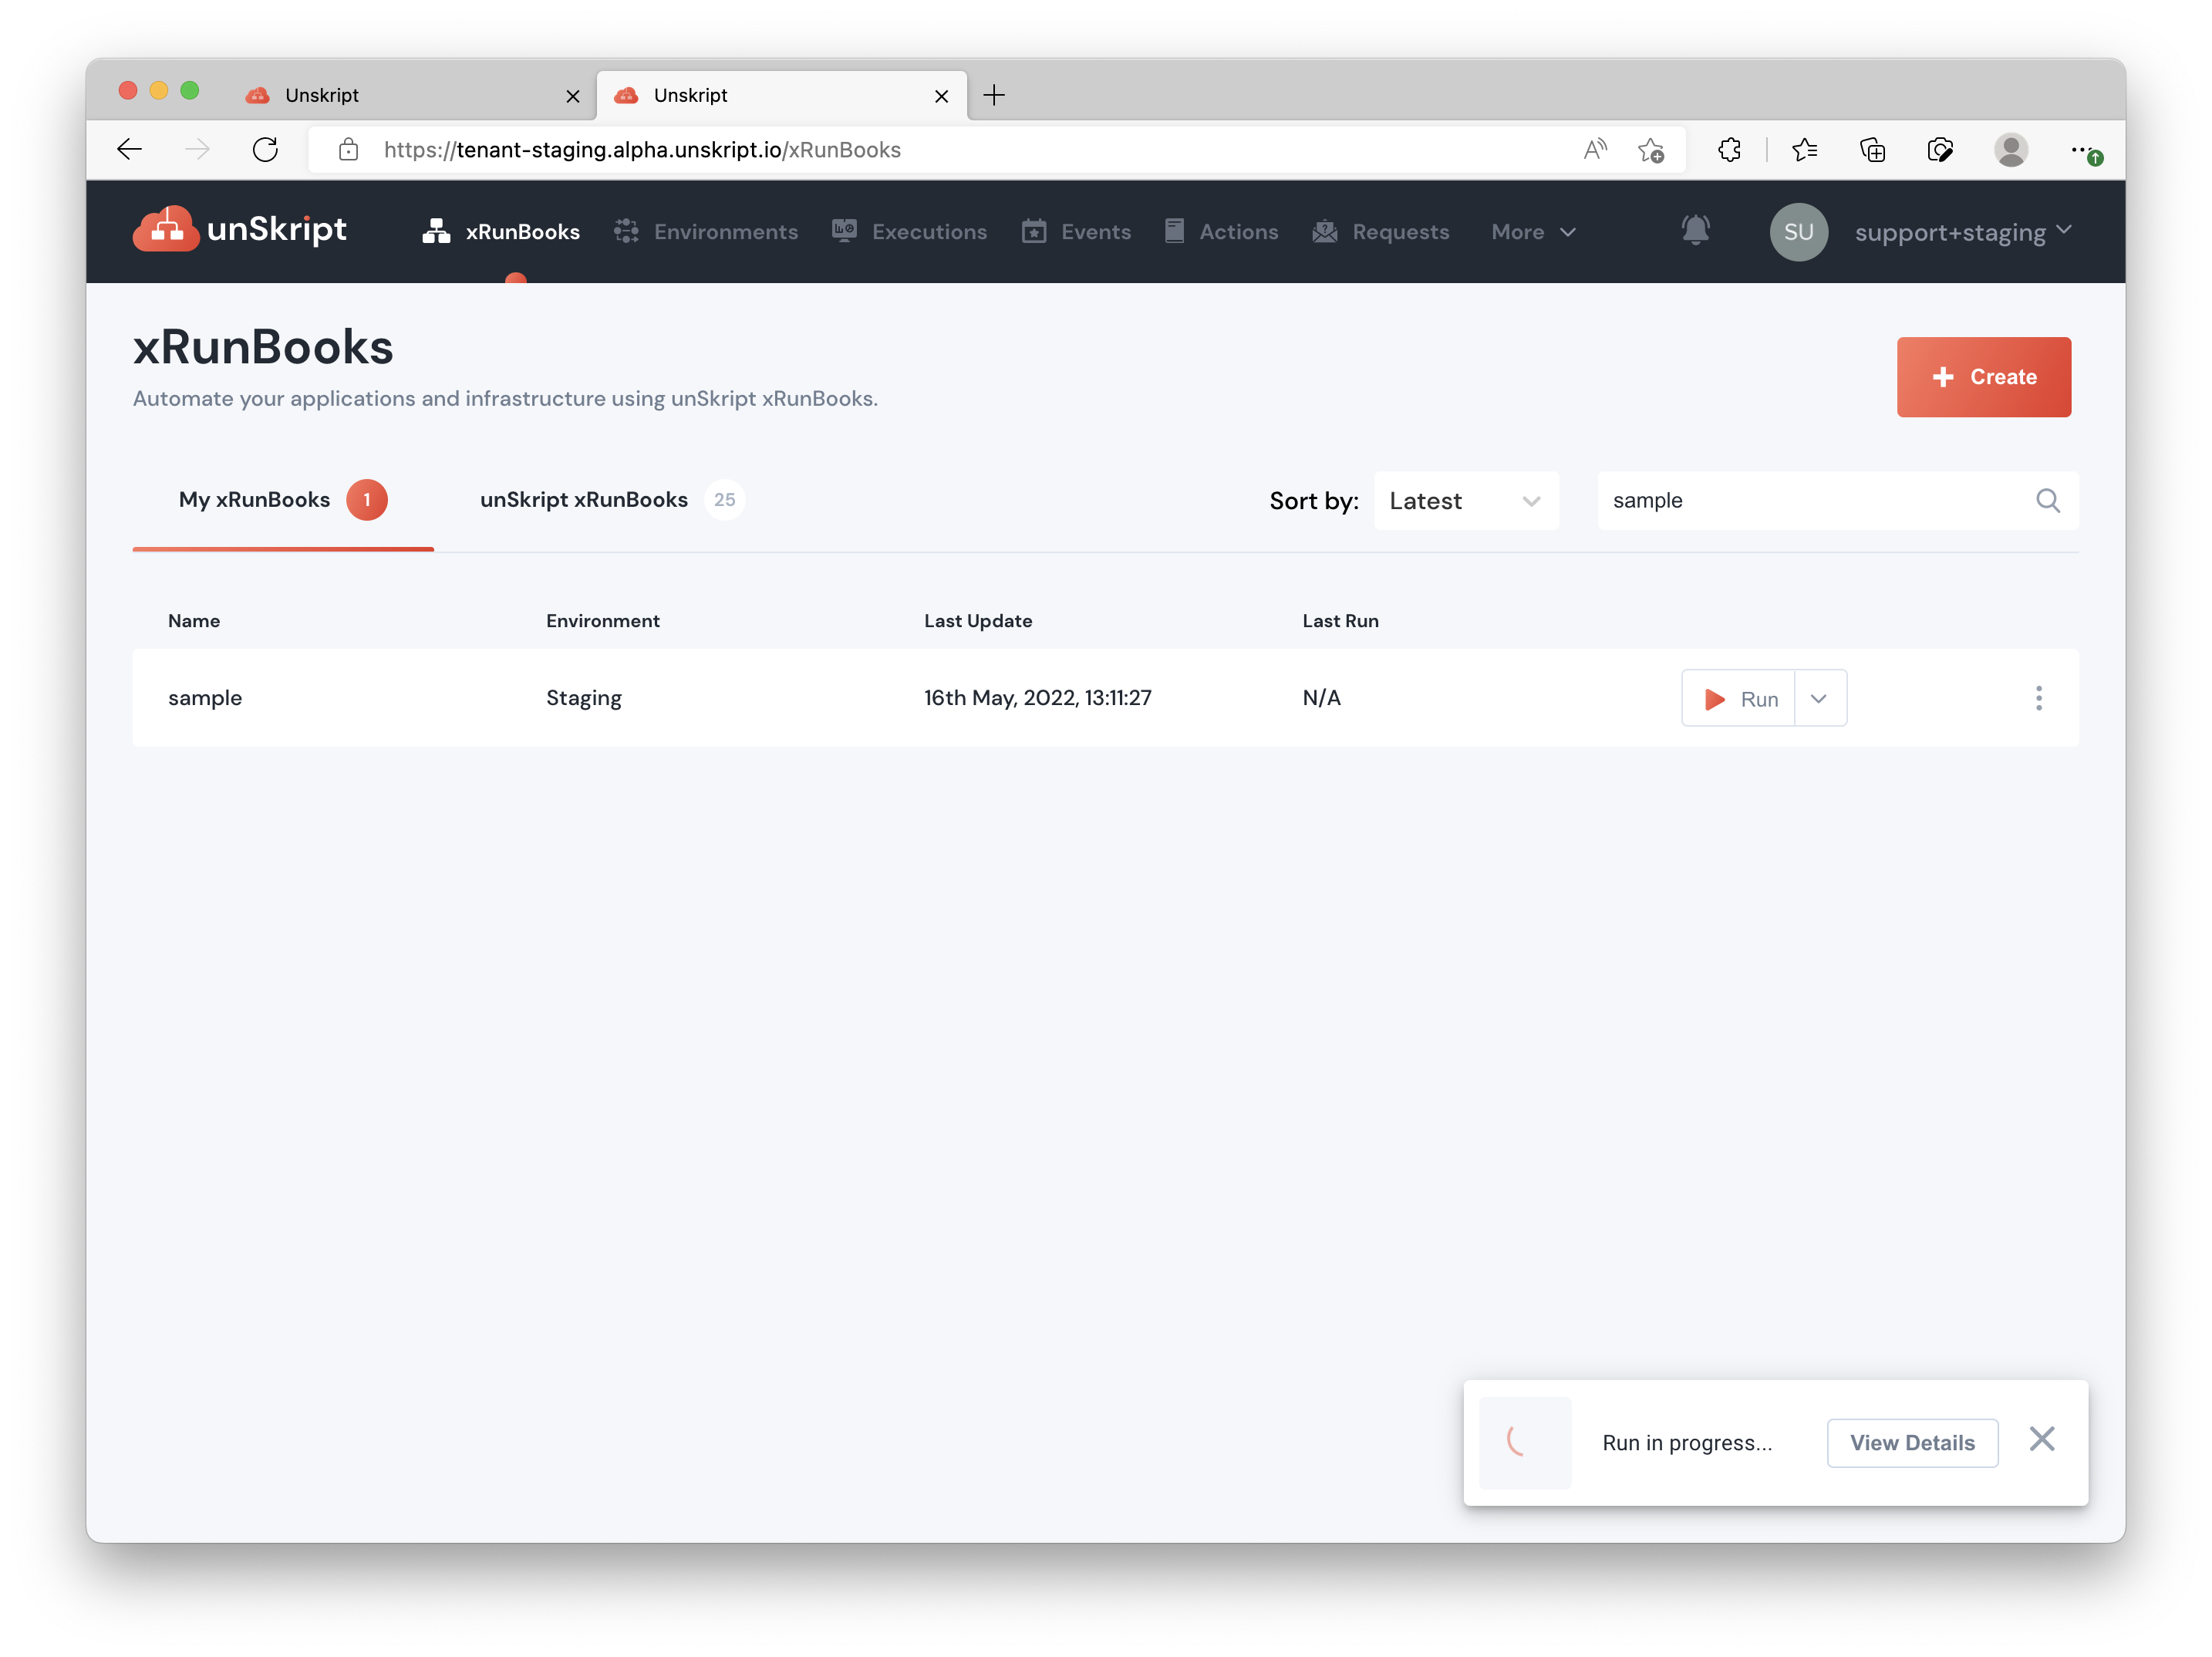 Unskript
Unskript
https://tenant-staging.alpha.unskript.io/xRunBooks
unSkript
xRunBooks
Environments
Executions
Events
Actions
Requests
More
SU
support+staging
xRunBooks
Automate your applications and infrastructure using unSkript xRunBooks.
+ Create
My xRunBooks 1
unSkript xRunBooks 25
Sort by: Latest
sample
Name Environment Last Update Last Run
sample Staging 16th May, 2022, 13:11:27 N/A Run
Run in progress...
View Details